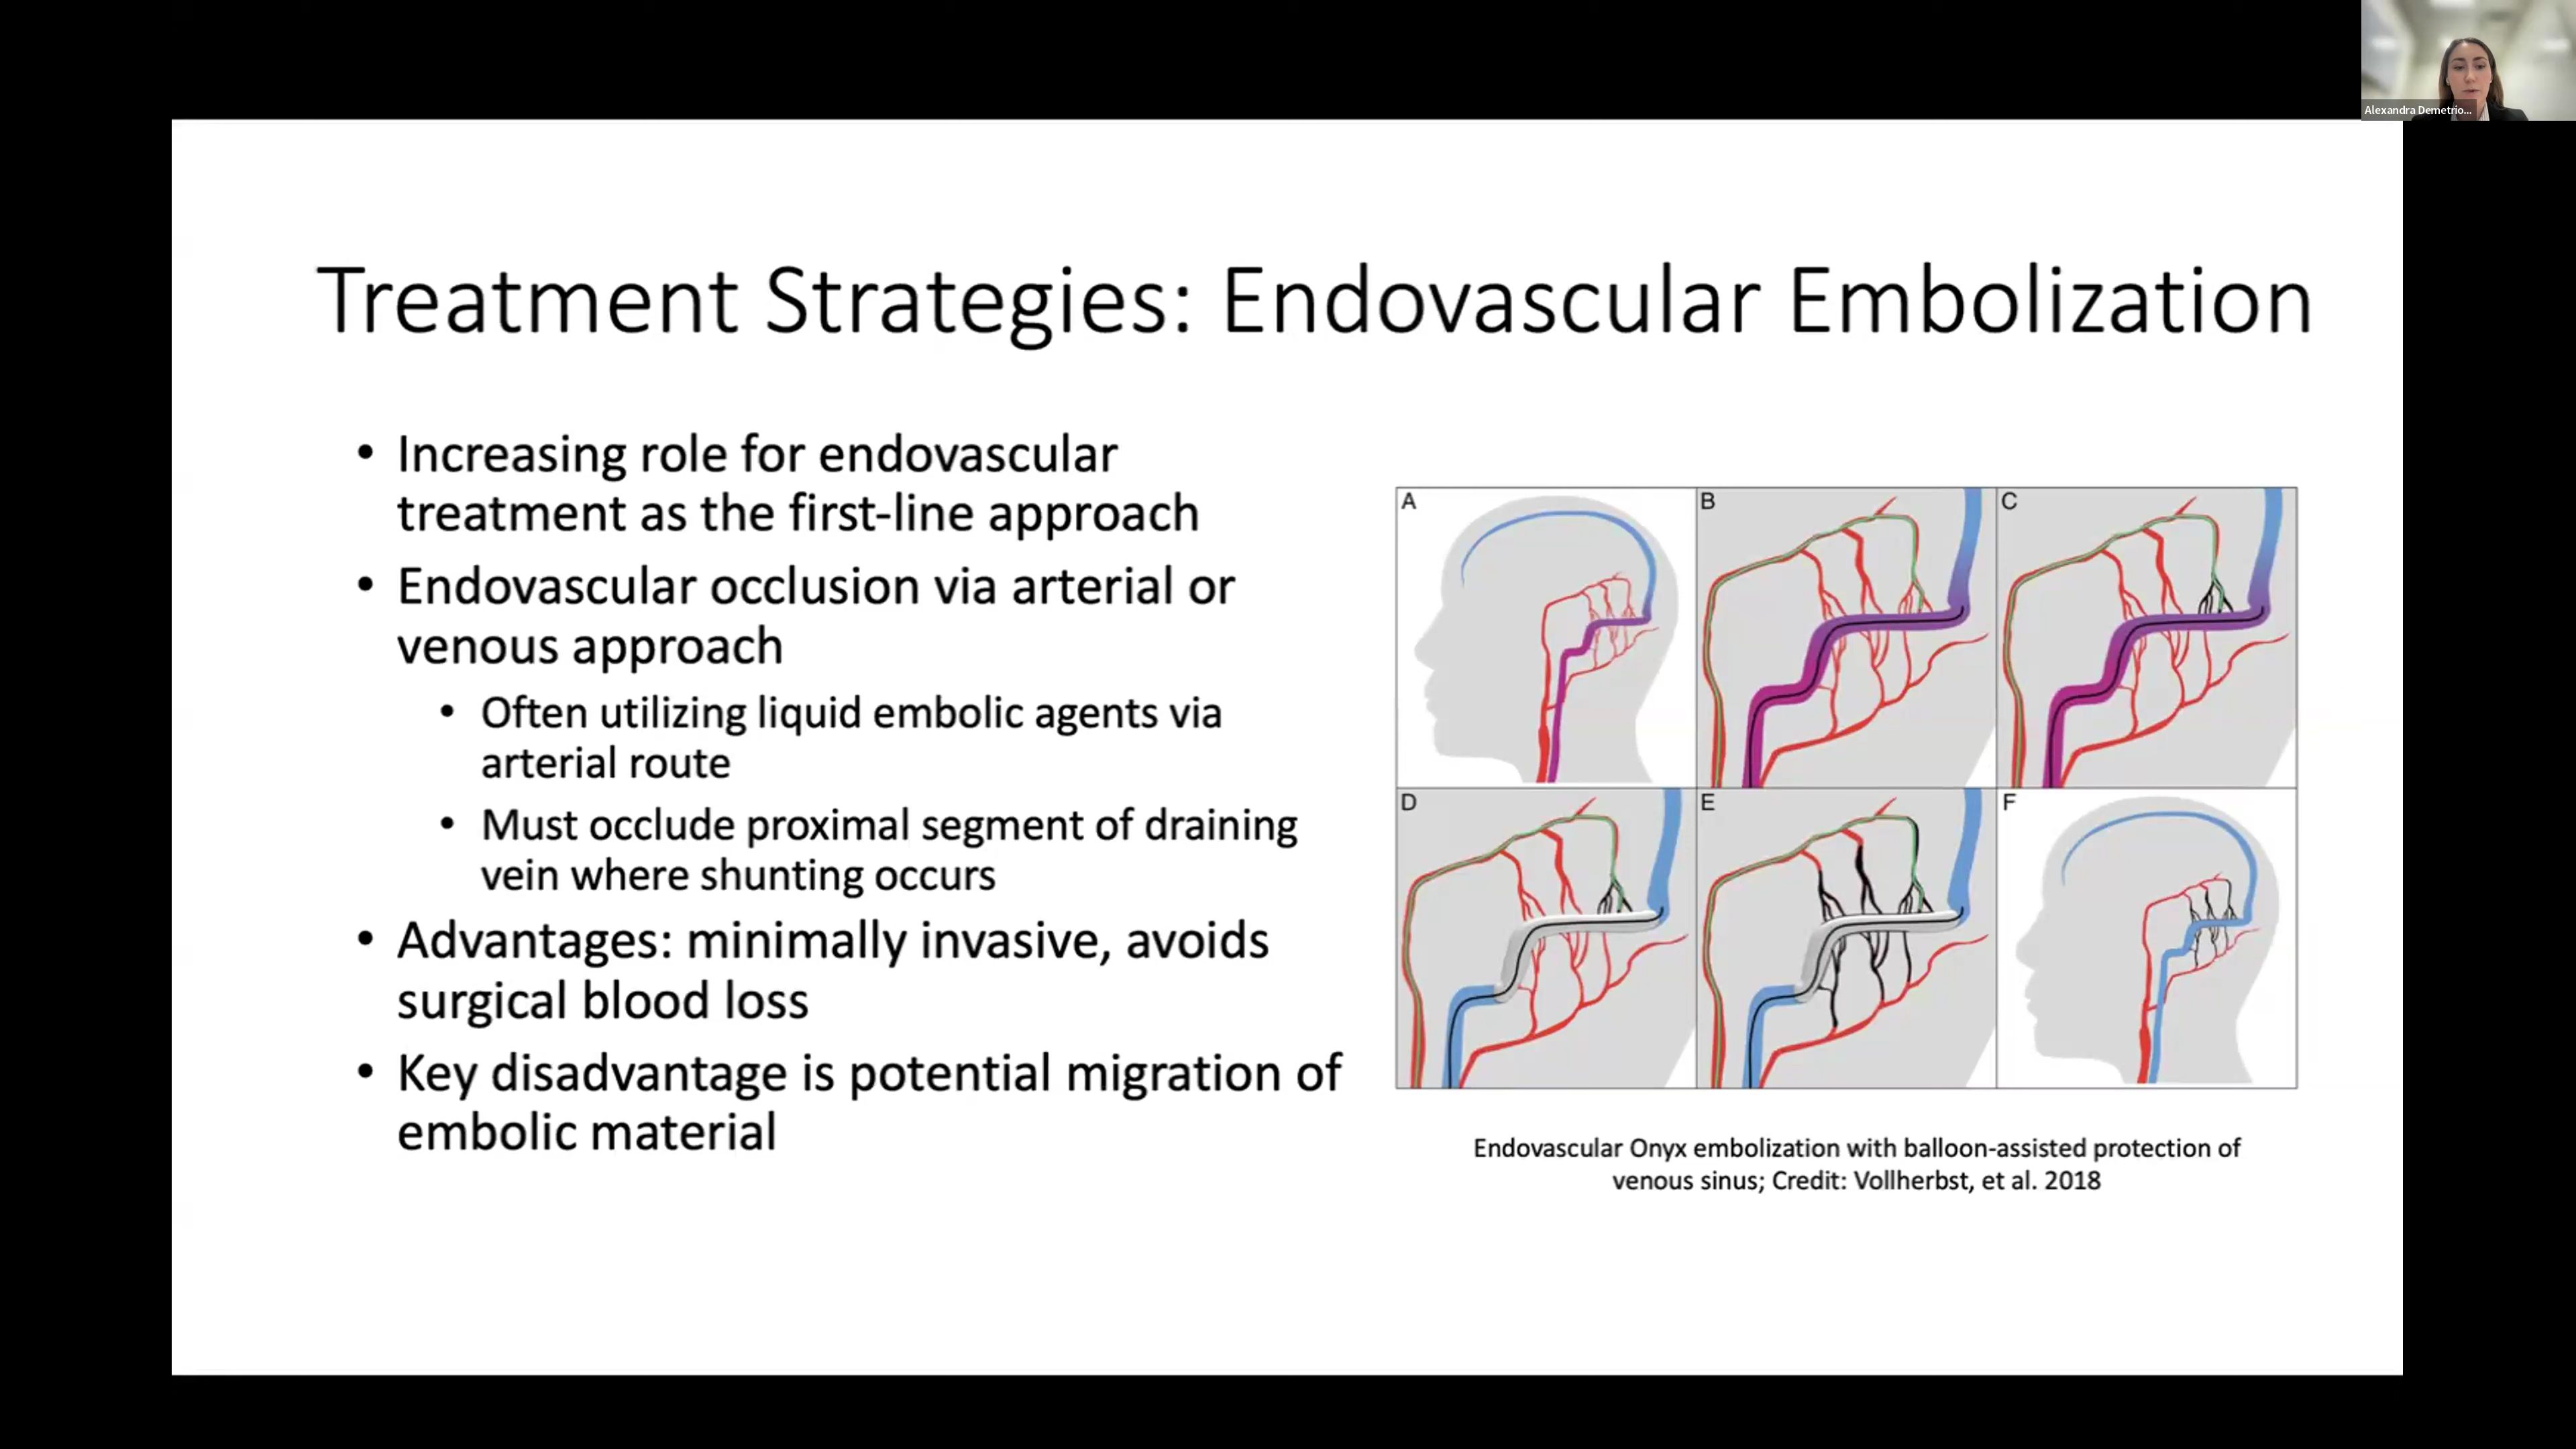 Alexandra Demetrio...
Treatment Strategies: Endovascular Embolization
• Increasing role for endovascular
treatment as the first-line approach
• Endovascular occlusion via arterial or
venous approach
• Often utilizing liquid embolic agents via
arterial route
• Must occlude proximal segment of draining
vein where shunting occurs
• Advantages: minimally invasive, avoids
surgical blood loss
• Key disadvantage is potential migration of
embolic material
A
B
C
D
E
F
Endovascular Onyx embolization with balloon-assisted protection of
venous sinus; Credit: Vollherbst, et al. 2018